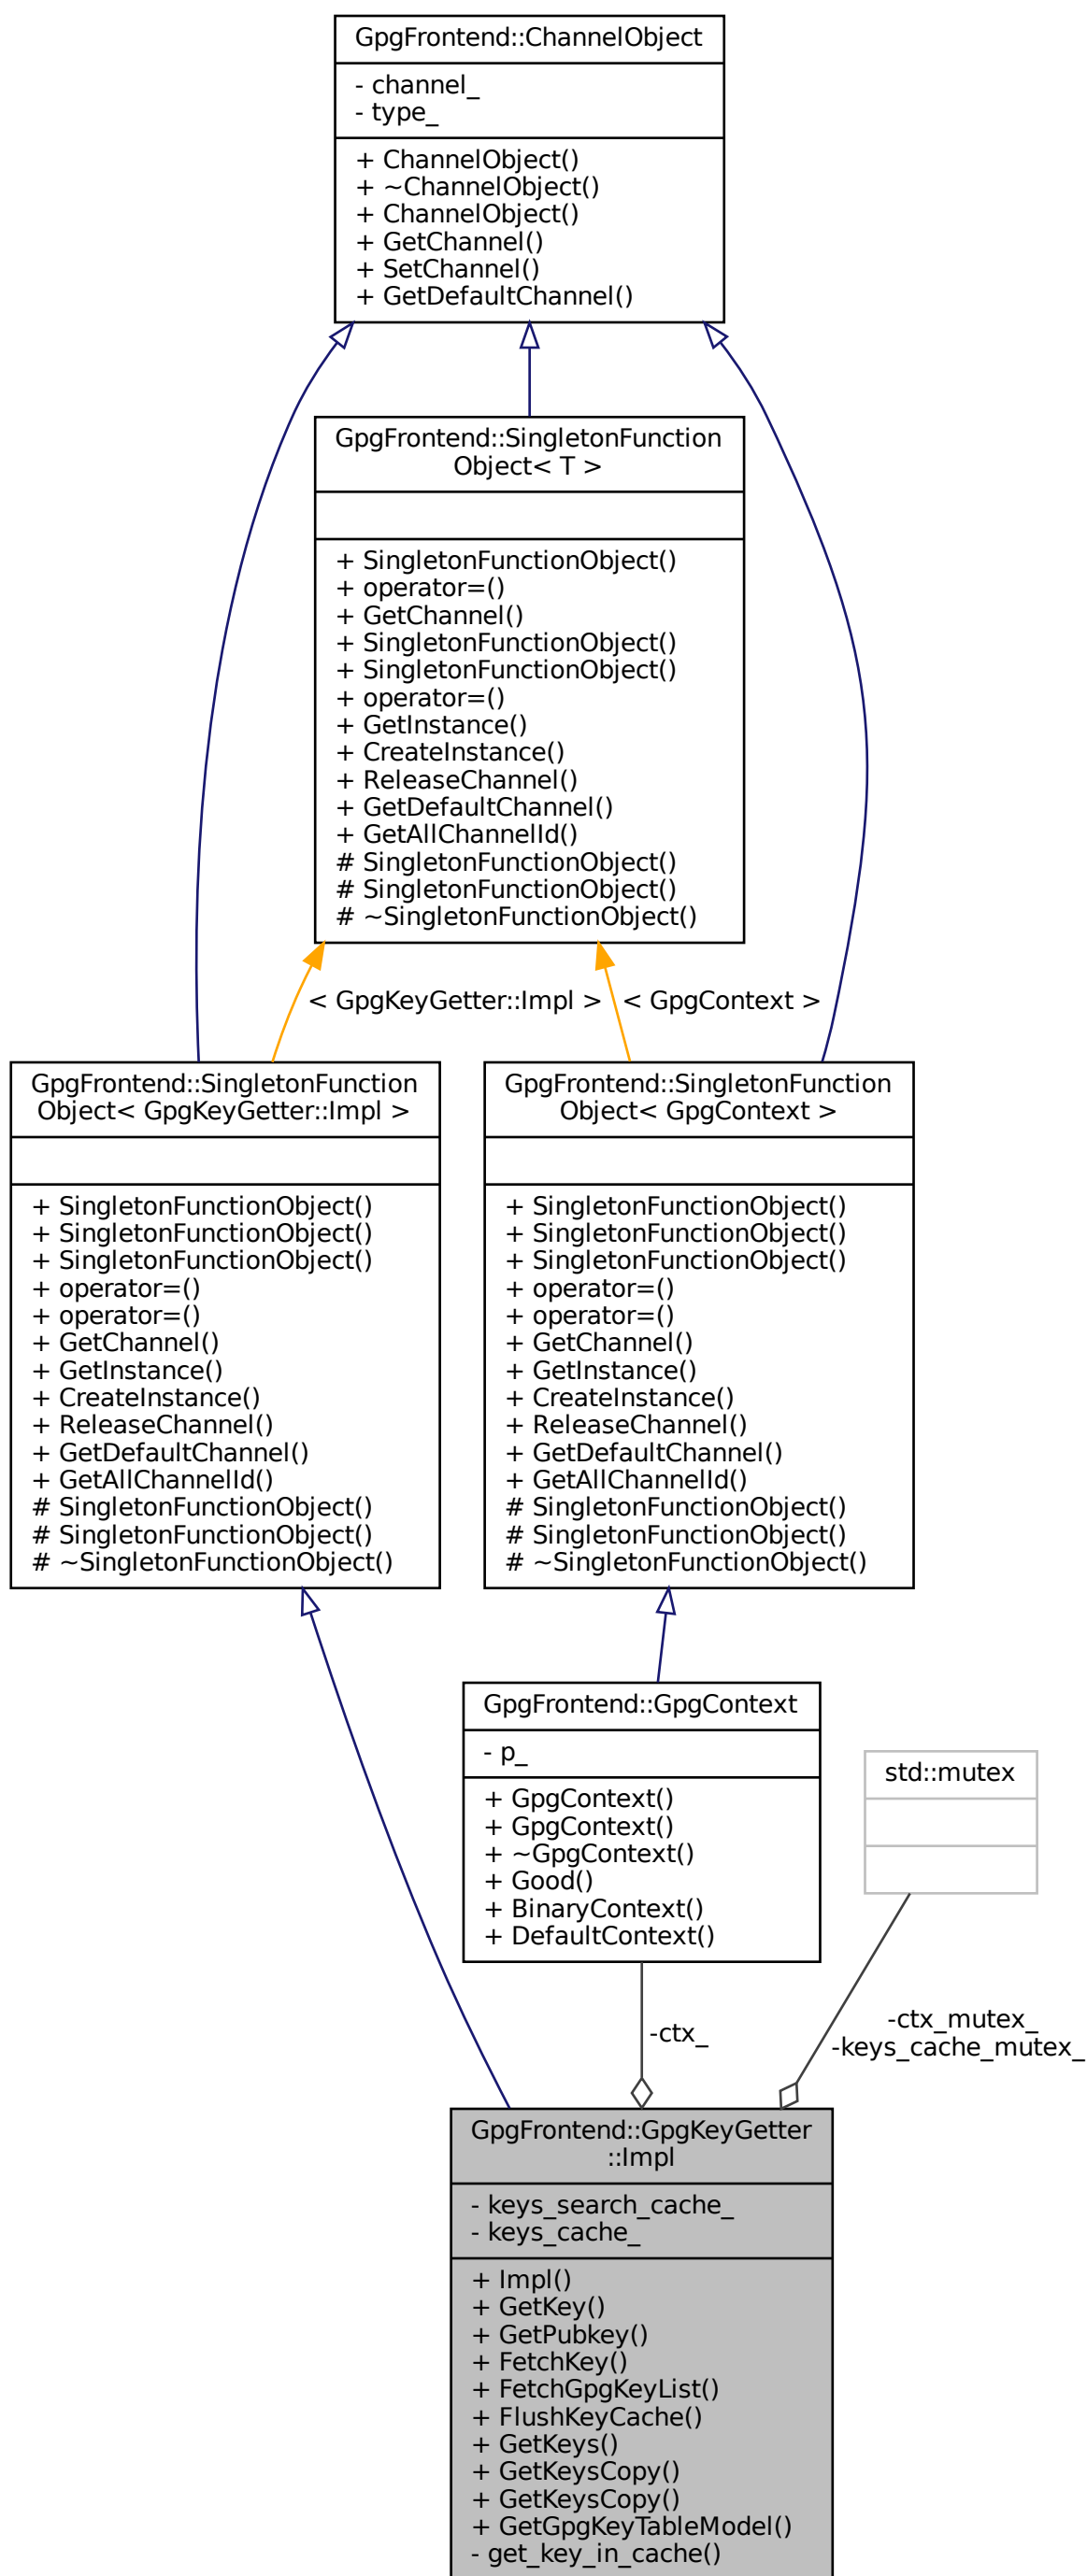 GpgFrontend::ChannelObject
- channel_
- type_
+ ChannelObject()
+ ~ChannelObject()
+ ChannelObject()
+ GetChannel()
+ SetChannel()
+ GetDefaultChannel()
GpgFrontend::SingletonFunction
Object< T >
+ SingletonFunctionObject()
+ operator=()
+ GetChannel()
+ SingletonFunctionObject()
+ SingletonFunctionObject()
+ operator=()
+ GetInstance()
+ CreateInstance()
+ ReleaseChannel()
+ GetDefaultChannel()
+ GetAllChannelId()
# SingletonFunctionObject()
# SingletonFunctionObject()
# ~SingletonFunctionObject()
< GpgKeyGetter::Impl >
< GpgContext >
GpgFrontend::SingletonFunction
Object< GpgKeyGetter::Impl >
+ SingletonFunctionObject()
+ SingletonFunctionObject()
+ SingletonFunctionObject()
+ operator=()
+ operator=()
+ GetChannel()
+ GetInstance()
+ CreateInstance()
+ ReleaseChannel()
+ GetDefaultChannel()
+ GetAllChannelId()
# SingletonFunctionObject()
# SingletonFunctionObject()
# ~SingletonFunctionObject()
GpgFrontend::SingletonFunction
Object< GpgContext >
+ SingletonFunctionObject()
+ SingletonFunctionObject()
+ SingletonFunctionObject()
+ operator=()
+ operator=()
+ GetChannel()
+ GetInstance()
+ CreateInstance()
+ ReleaseChannel()
+ GetDefaultChannel()
+ GetAllChannelId()
# SingletonFunctionObject()
# SingletonFunctionObject()
# ~SingletonFunctionObject()
GpgFrontend::GpgContext
- p_
+ GpgContext()
+ GpgContext()
+ ~GpgContext()
+ Good()
+ BinaryContext()
+ DefaultContext()
std::mutex
-ctx_
-ctx_mutex_
-keys_cache_mutex_
GpgFrontend::GpgKeyGetter
::Impl
- keys_search_cache_
- keys_cache_
+ Impl()
+ GetKey()
+ GetPubkey()
+ FetchKey()
+ FetchGpgKeyList()
+ FlushKeyCache()
+ GetKeys()
+ GetKeysCopy()
+ GetKeysCopy()
+ GetGpgKeyTableModel()
- get_key_in_cache()